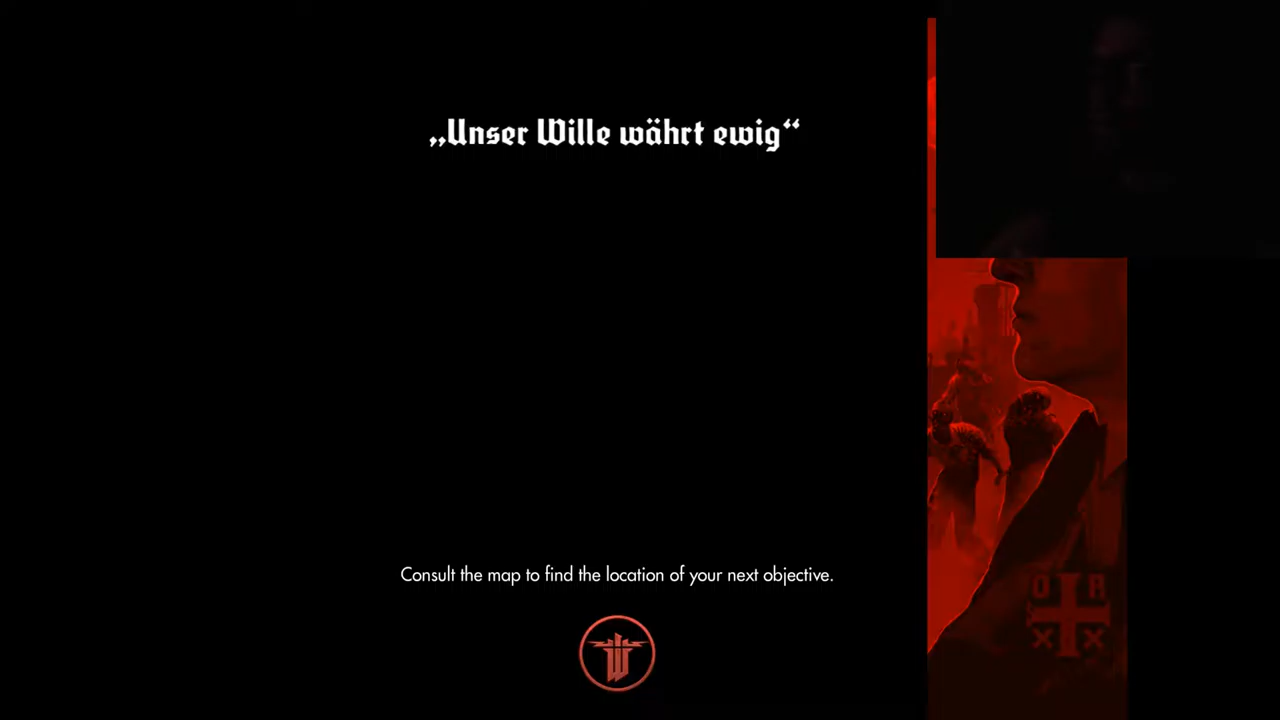 „Unser Wille währt ewig“
Consult the map to find the location of your next objective.
O R
X X